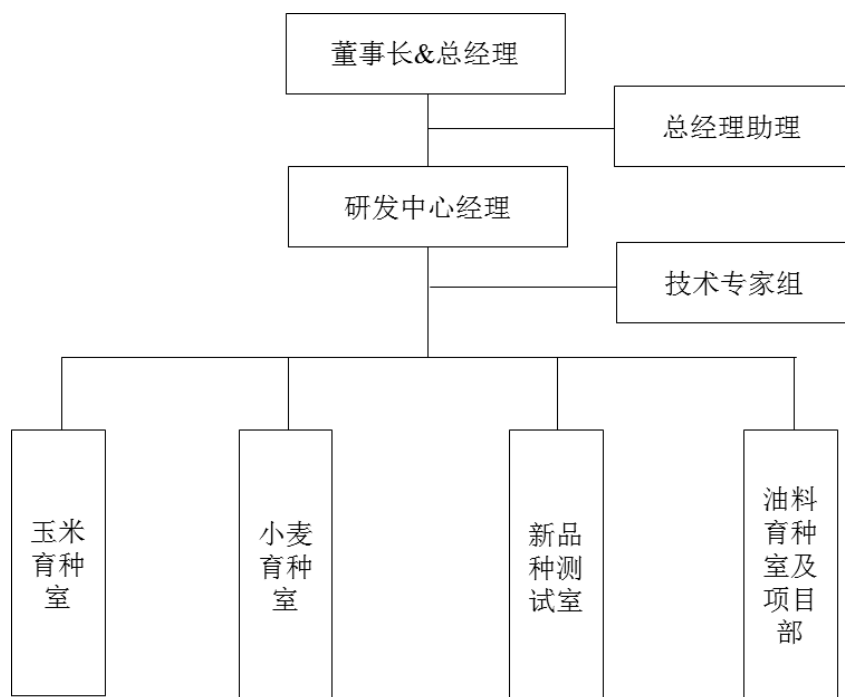 董事长&总经理
总经理助理
研发中心经理
技术专家组
玉米
育种
室
小麦
育种
室
新品
种测
试室
油料
育种
室及
项目
部